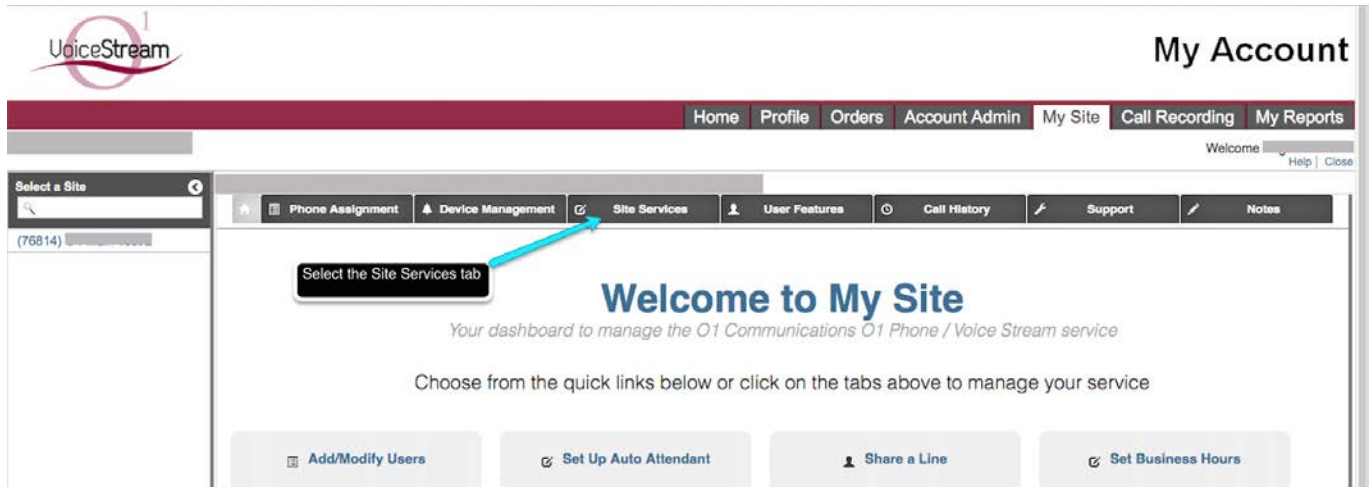 O1
VoiceStream
My Account
Home Profile Orders Account Admin My Site Call Recording My Reports
Welcome
Help | Close
Select a Site
Phone Assignment Device Management Site Services User Features Call History Support Notes
(76814)
Select the Site Services tab
Welcome to My Site
Your dashboard to manage the O1 Communications O1 Phone / Voice Stream service
Choose from the quick links below or click on the tabs above to manage your service
Add/Modify Users Set Up Auto Attendant Share a Line Set Business Hours